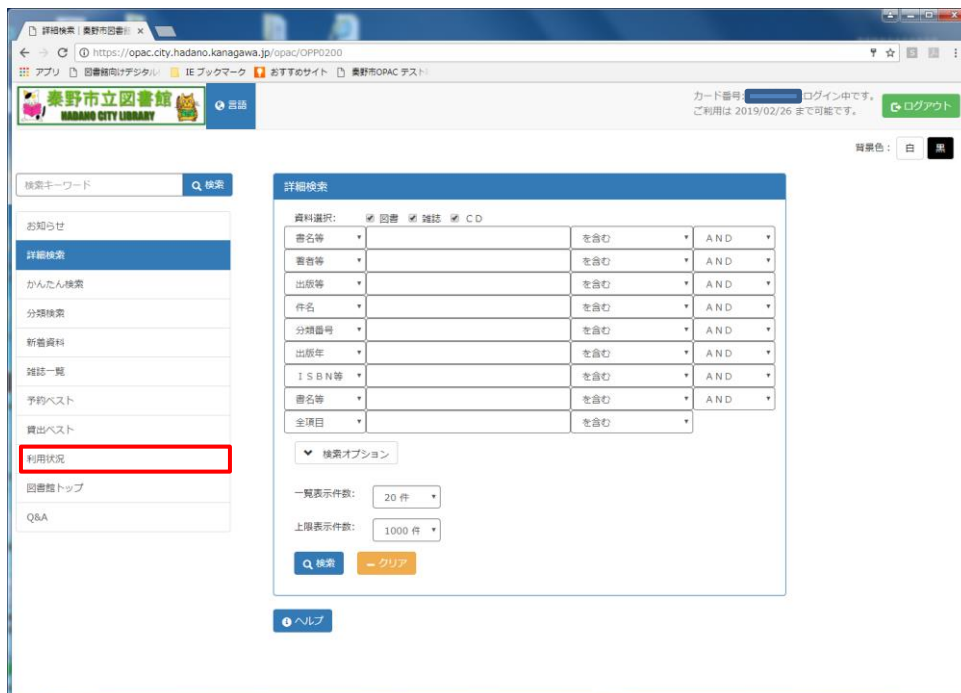 詳細検索 | 秦野市図書館 ×
https://opac.city.hadano.kanagawa.jp/opac/OPP0200
アプリ 図書館向けデジタル IE ブックマーク おすすめサイト 秦野市OPAC テスト
秦野市立図書館
HADANO CITY LIBRARY
言語
カード番号: ログイン中です。
ご利用は 2019/02/26 まで可能です。
ログアウト
背景色： 白 黒
検索キーワード 検索
お知らせ
詳細検索
かんたん検索
分類検索
新着資料
雑誌一覧
予約ベスト
貸出ベスト
利用状況
図書館トップ
Q&A
詳細検索
資料選択: 図書 雑誌 ＣＤ
書名等 を含む ＡＮＤ
著者等 を含む ＡＮＤ
出版等 を含む ＡＮＤ
件名 を含む ＡＮＤ
分類番号 を含む ＡＮＤ
出版年 を含む ＡＮＤ
ＩＳＢＮ等 を含む ＡＮＤ
書名等 を含む ＡＮＤ
全項目 を含む
検索オプション
一覧表示件数: 20 件
上限表示件数: 1000 件
検索 クリア
ヘルプ